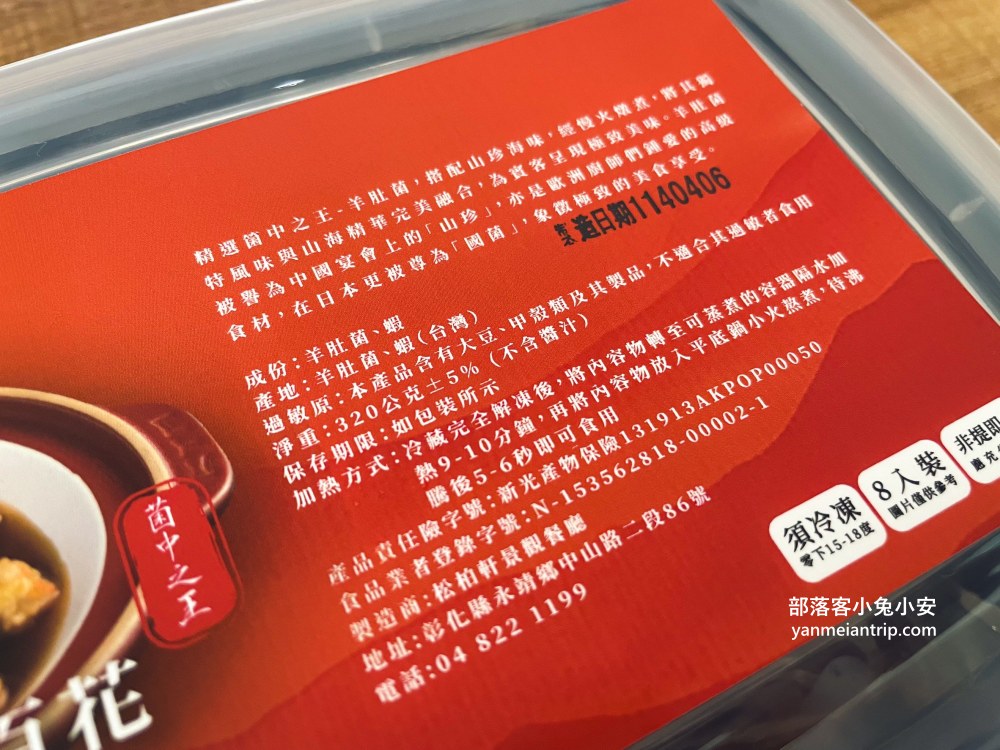 精選菌中之王-羊肚菌，搭配山珍海味，經慢火燉煮，將其獨
特風味與山海精華完美融合，為賓客呈現極致美味。羊肚菌
被譽為中國宴會上的「山珍」，亦是歐洲廚師們鍾愛的高級
食材，在日本更被尊為「國菌」，象徵極致的美食享受。
造日期1140406
成份：羊肚菌、蝦
產地：羊肚菌、蝦(台灣)
過敏原：本產品含有大豆、甲殼類及其製品，不適合其過敏者食用
淨重：320公克±5%（不含醬汁）
保存期限：如包裝所示
加熱方式：冷藏完全解凍後，將內容物轉至可蒸煮的容器隔水加
熱9-10分鐘，再將內容物放入平底鍋小火熬煮，待沸
騰後5-6秒即可食用
產品責任險字號：新光產物保險131913AKPOP00050
食品業者登錄字號：N-153562818-00002-1
製造商：松柏軒景觀餐廳
地址：彰化縣永靖鄉中山路二段86號
電話：04 822 1199
須冷凍
零下15-18度
8入裝
圖片僅供參考
非提即
菌中之王
花
部落客小兔小安
yanmeiantrip.com